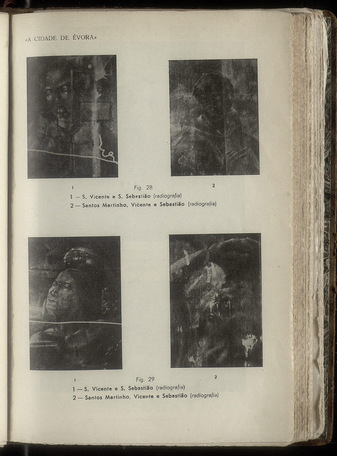 «A CIDADE DE ÉVORA»
1 Fig. 28 2
1 — S. Vicente e S. Sebastião (radiografia)
2 — Santos Martinho, Vicente e Sebastião (radiografia)
1 Fig. 29 2
1 — S. Vicente e S. Sebastião (radiografia)
2 — Santos Martinho, Vicente e Sebastião (radiografia)